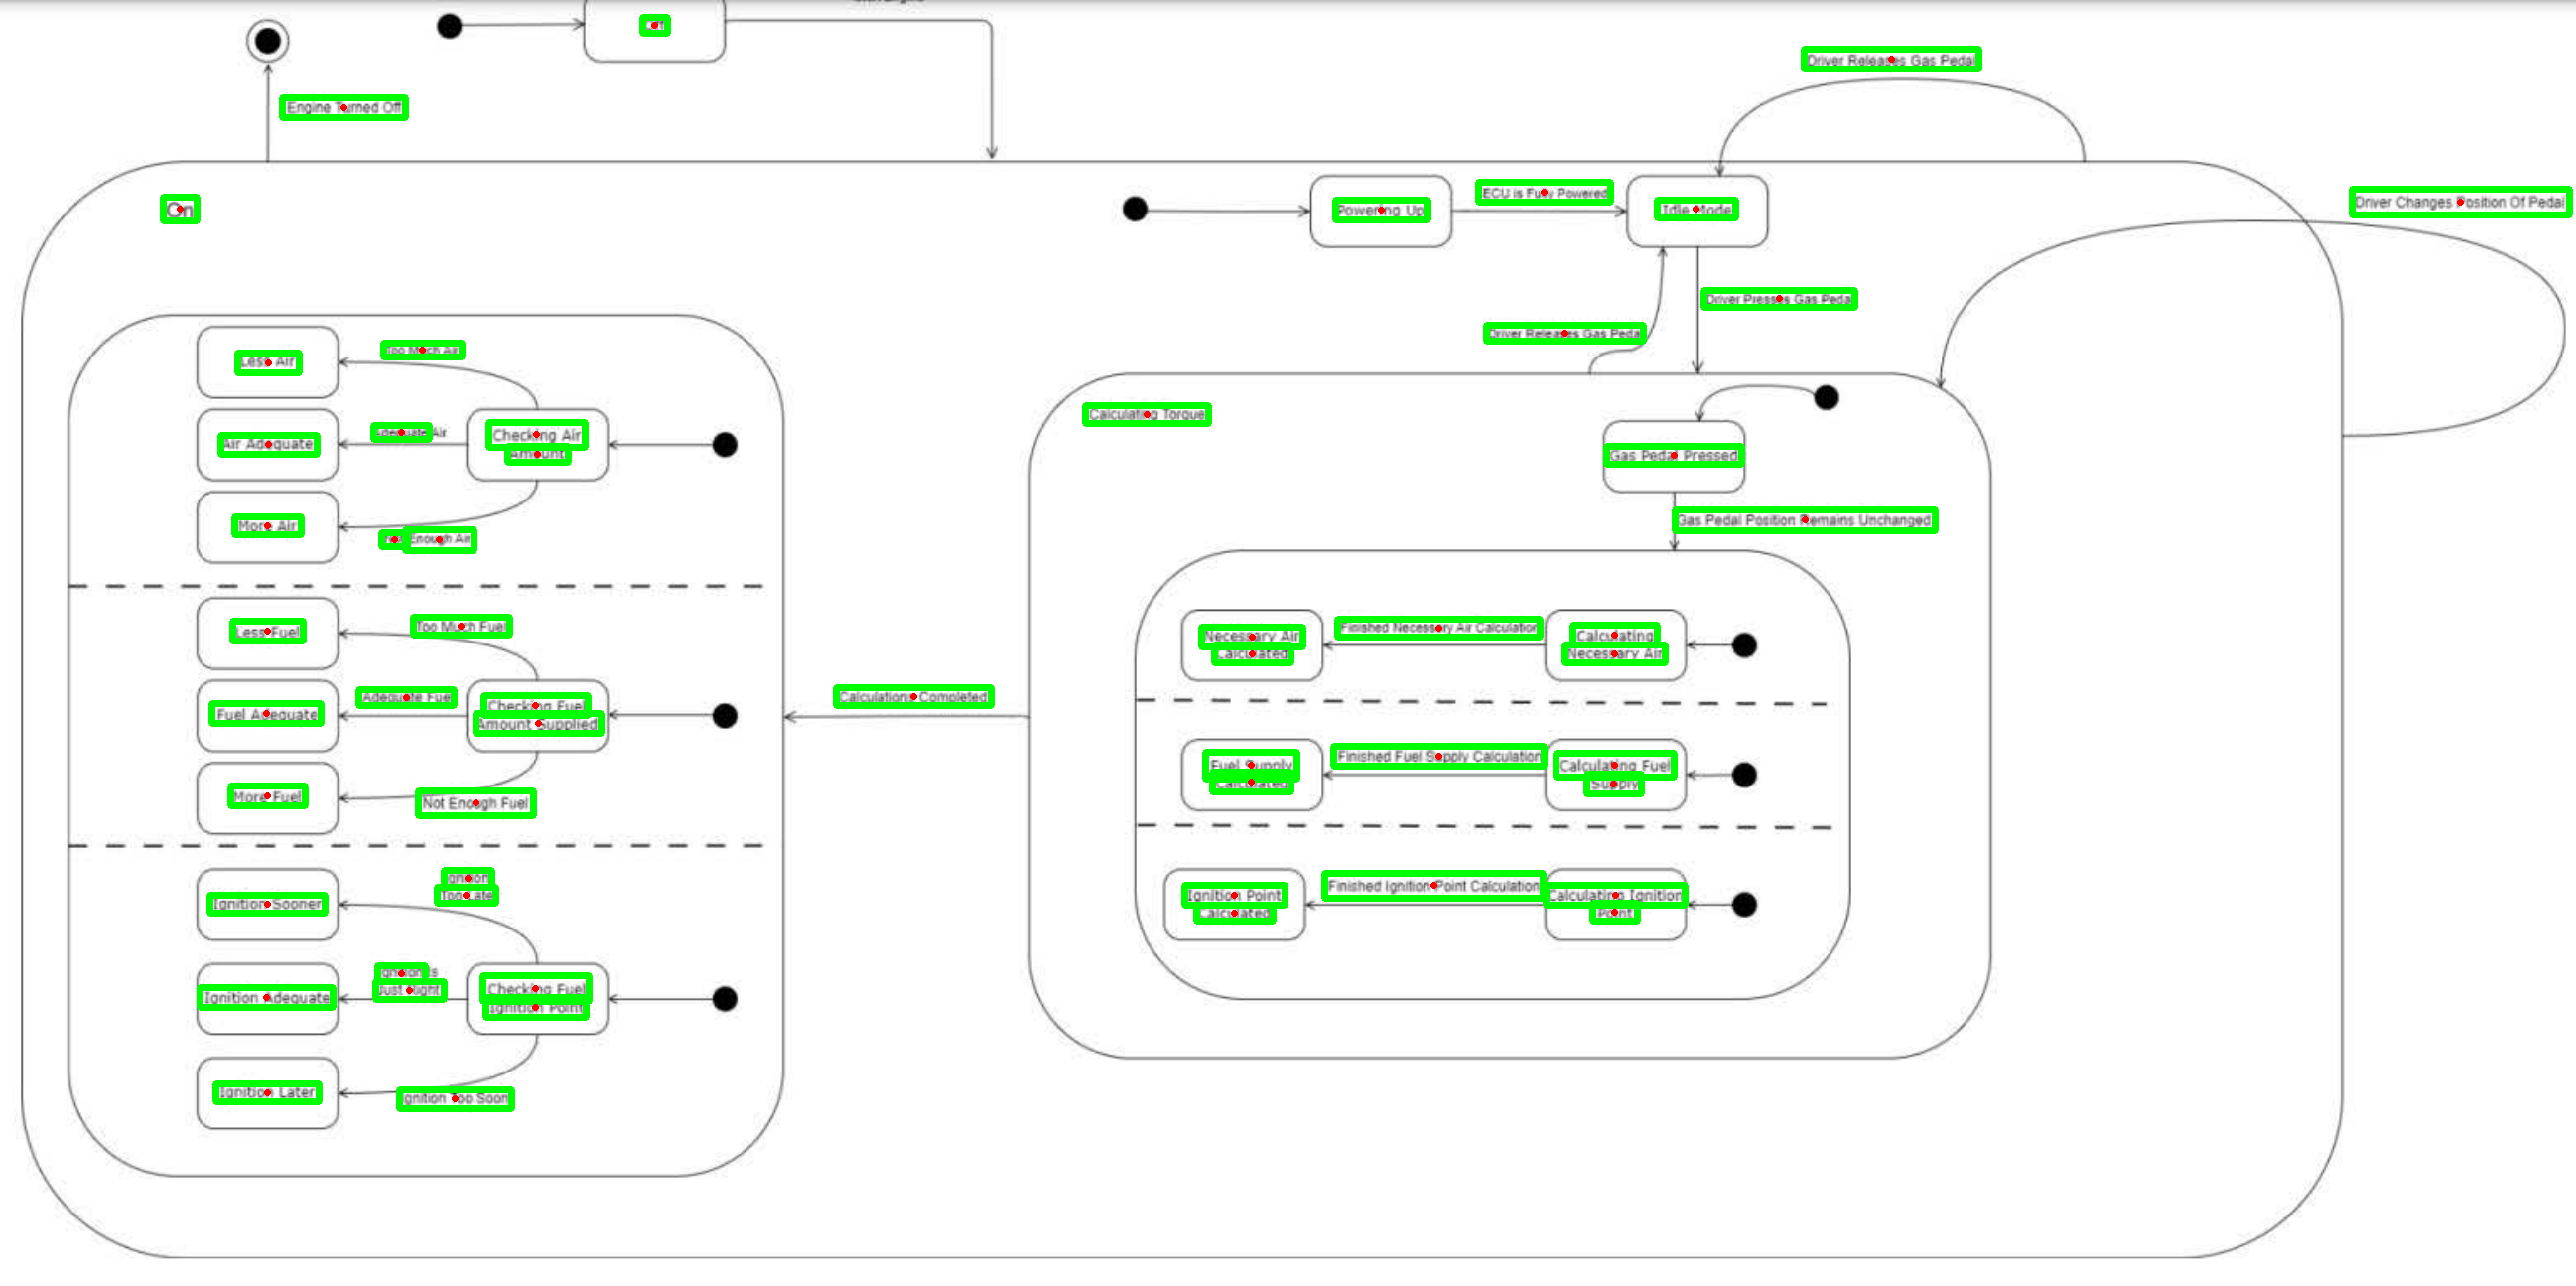 Off
Driver Releases Gas Pedal
Engine Turned Off
On
Powering Up
ECU is Fully Powered
Idle Mode
Driver Changes Position Of Pedal
Driver Presses Gas Pedal
Driver Releases Gas Pedal
Less Air
Too Much Air
Air Adequate
Adequate Air
Checking Air
Amount
More Air
Not Enough Air
Calculating Torque
Gas Pedal Pressed
Gas Pedal Position Remains Unchanged
Less Fuel
Too Much Fuel
Fuel Adequate
Adequate Fuel
Checking Fuel
Amount Supplied
More Fuel
Not Enough Fuel
Calculations Completed
Necessary Air
Calculated
Finished Necessary Air Calculation
Calculating
Necessary Air
Fuel Supply
Calculated
Finished Fuel Supply Calculation
Calculating Fuel
Supply
Ignition Point
Calculated
Finished Ignition Point Calculation
Calculating Ignition
Point
Ignition Sooner
Ignition
Too Late
Ignition Adequate
Ignition is
Just Right
Checking Fuel
Ignition Point
Ignition Later
Ignition Too Soon